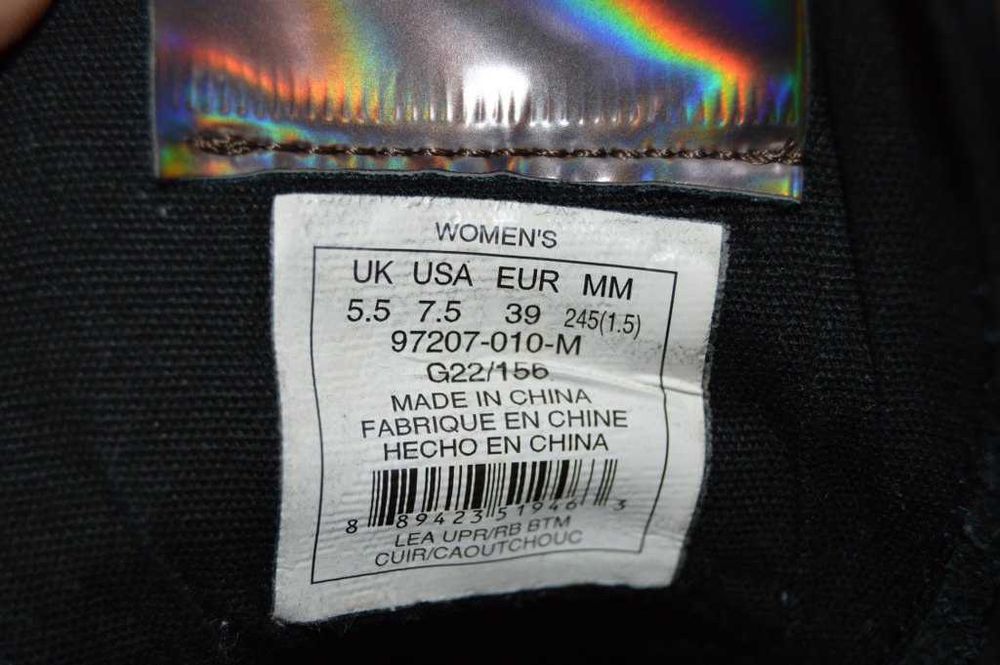 WOMEN'S
UK USA EUR MM
5.5 7.5 39 245(1.5)
97207-010-M
G22/156
MADE IN CHINA
FABRIQUE EN CHINE
HECHO EN CHINA
8 89423 51946 3
LEA UPR/RB BTM
CUIR/CAOUTCHOUC